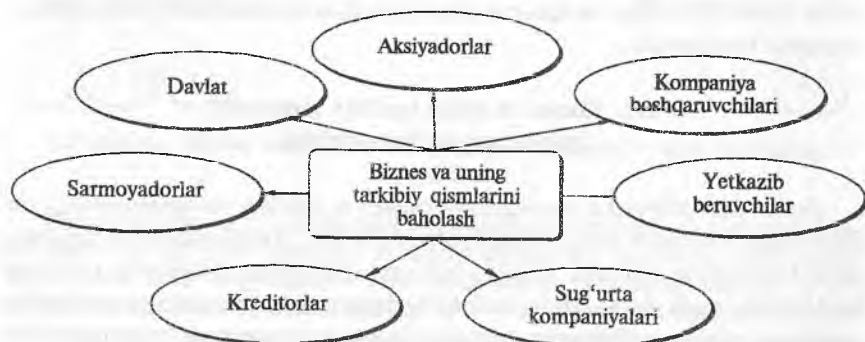 Aksiyadorlar
Davlat
Kompaniya
boshqaruvchilari
Biznes va uning
tarkibiy qismlarini
baholash
Sarmoyadorlar
Yetkazib
beruvchilar
Kreditorlar
Sug‘urta
kompaniyalari